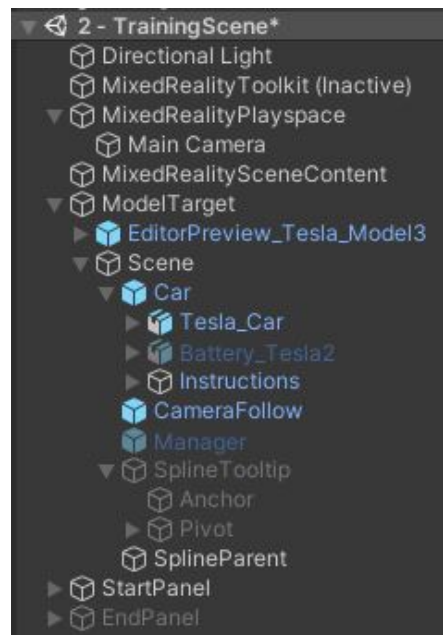 2 - TrainingScene*
Directional Light
MixedRealityToolkit (Inactive)
MixedRealityPlayspace
Main Camera
MixedRealitySceneContent
ModelTarget
EditorPreview_Tesla_Model3
Scene
Car
Tesla_Car
Battery_Tesla2
Instructions
CameraFollow
Manager
SplineTooltip
Anchor
Pivot
SplineParent
StartPanel
EndPanel